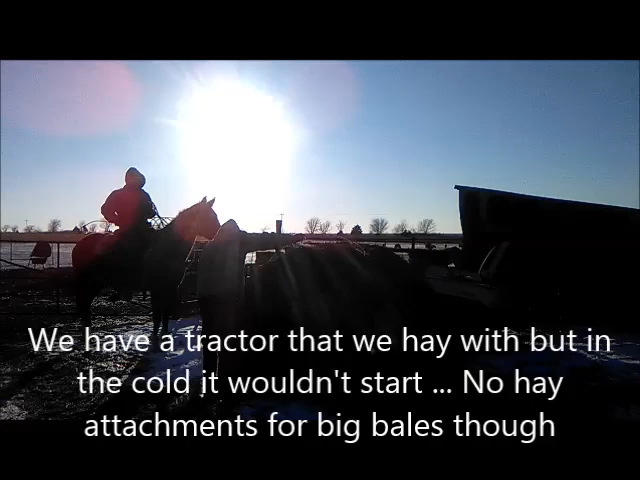 We have a tractor that we hay with but in
the cold it wouldn't start ... No hay
attachments for big bales though